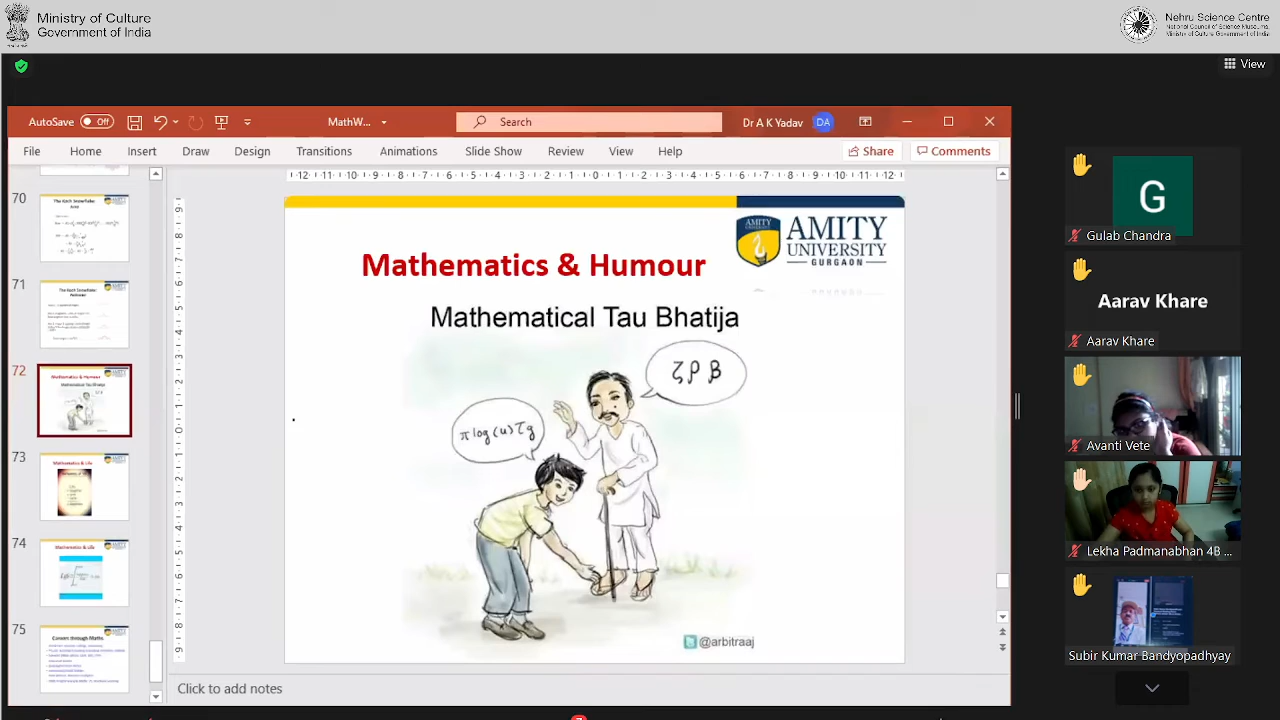 Ministry of Culture
Government of India
Nehru Science Centre
View
AutoSave Off
MathW...
Search
Dr A K Yadav DA
File Home Insert Draw Design Transitions Animations Slide Show Review View Help
Share Comments
70
71
72
73
74
75
AMITY
UNIVERSITY
GURGAON
Mathematics & Humour
Mathematical Tau Bhatija
ζ ρ β
π log(u) τg
@arbitraaj
Click to add notes
G
Gulab Chandra
Aarav Khare
Aarav Khare
Avanti Vete
Lekha Padmanabhan 4B ...
Subir Kumar Bandyopadhyay